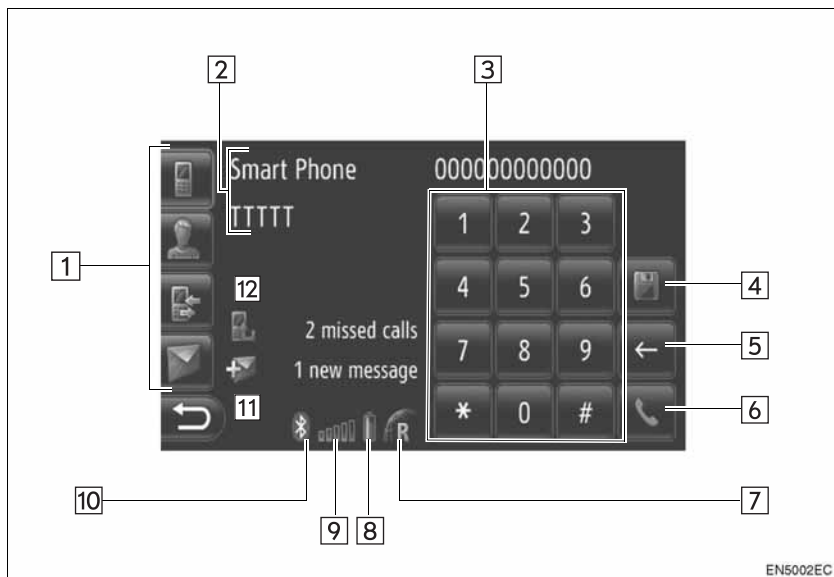 2 3
Smart Phone 000000000000
TTTTT
1 2 3
1
12
4 5 6 4
2 missed calls
7 8 9 ← 5
1 new message
11
* 0 # 6
R
10 9 8 7
EN5002EC